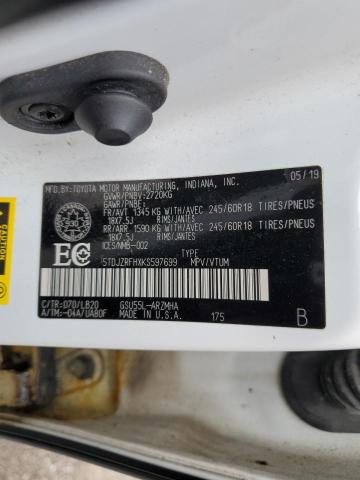 MFD.BY:TOYOTA MOTOR MANUFACTURING, INDIANA, INC. 05/19
GVWR/PNBV:2720KG
GAWR/PNBE:
FR/AVT 1345 KG WITH/AVEC 245/60R18 TIRES/PNEUS
18X7.5J RIMS/JANTES
RR/ARR 1590 KG WITH/AVEC 245/60R18 TIRES/PNEUS
18X7.5J RIMS/JANTES
ICES/NMB-002
EC
5TDJZRFHXKS597699 TYPE MPV/VTUM
C/TR:070/LB20 GSU55L-ARZMHA
A/TM:-04A/UA80F MADE IN U.S.A. 175 B